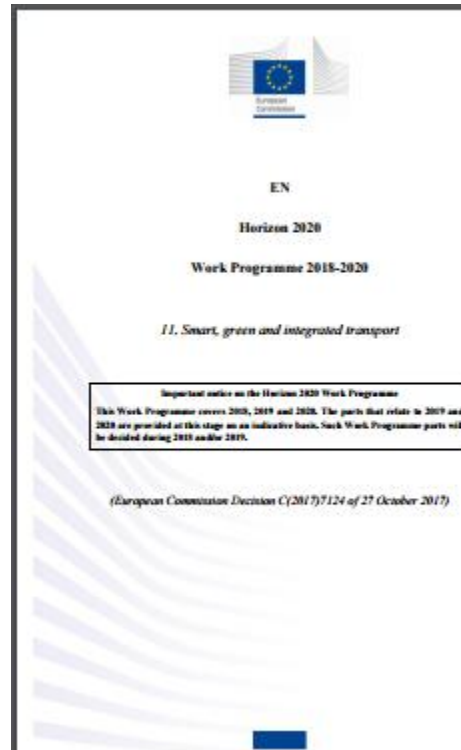 European
Commission
EN
Horizon 2020
Work Programme 2018-2020
11. Smart, green and integrated transport
Important notice on the Horizon 2020 Work Programme
This Work Programme covers 2018, 2019 and 2020. The parts that relate to 2019 and
2020 are provided at this stage on an indicative basis. Such Work Programme parts will
be decided during 2018 and/or 2019.
(European Commission Decision C(2017)7124 of 27 October 2017)